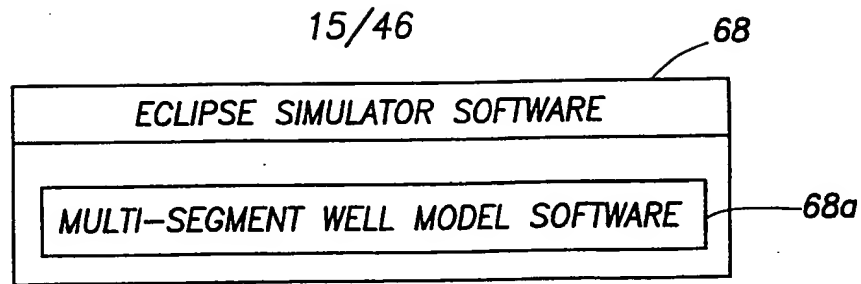 15/46
68
ECLIPSE SIMULATOR SOFTWARE
MULTI-SEGMENT WELL MODEL SOFTWARE
68a